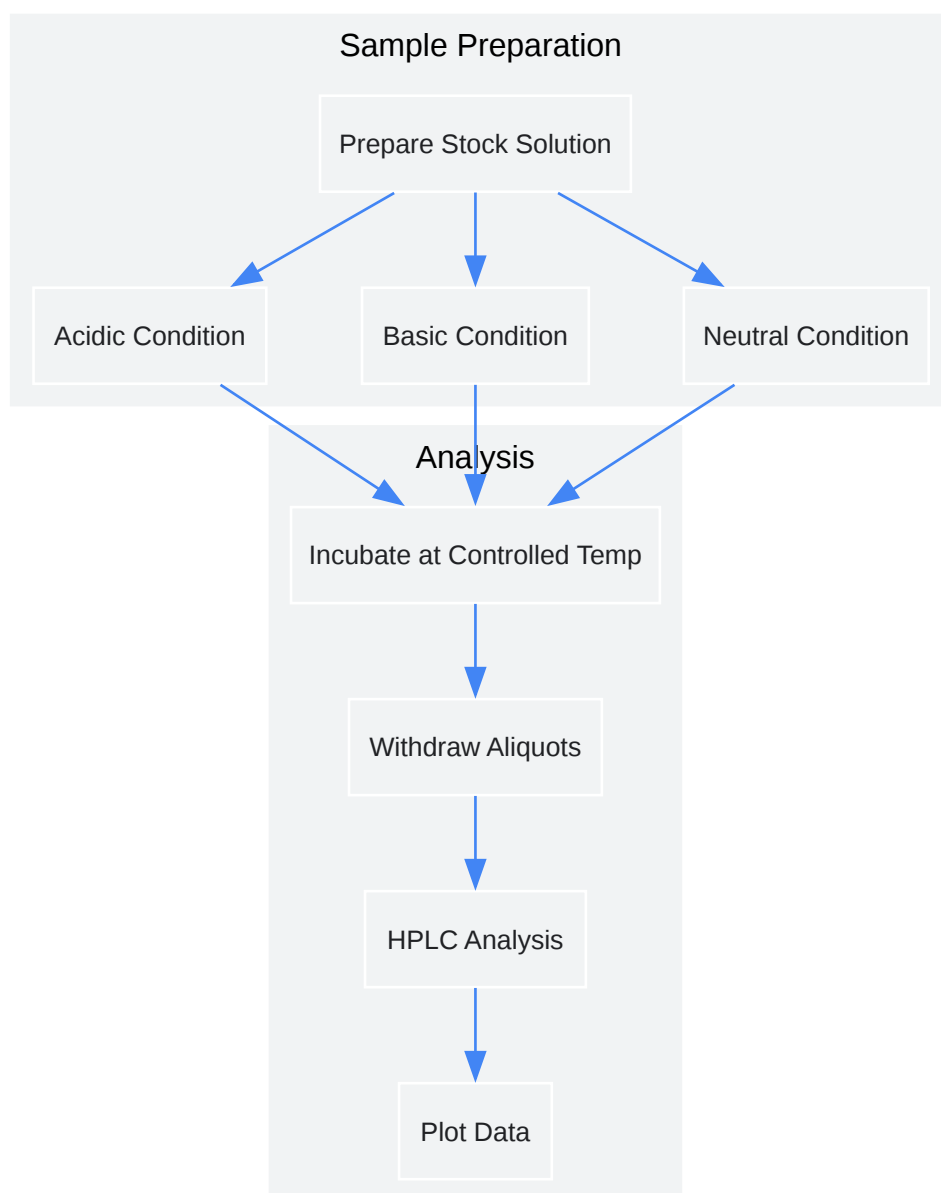 Sample Preparation
Prepare Stock Solution
Acidic Condition
Basic Condition
Neutral Condition
Analysis
Incubate at Controlled Temp
Withdraw Aliquots
HPLC Analysis
Plot Data